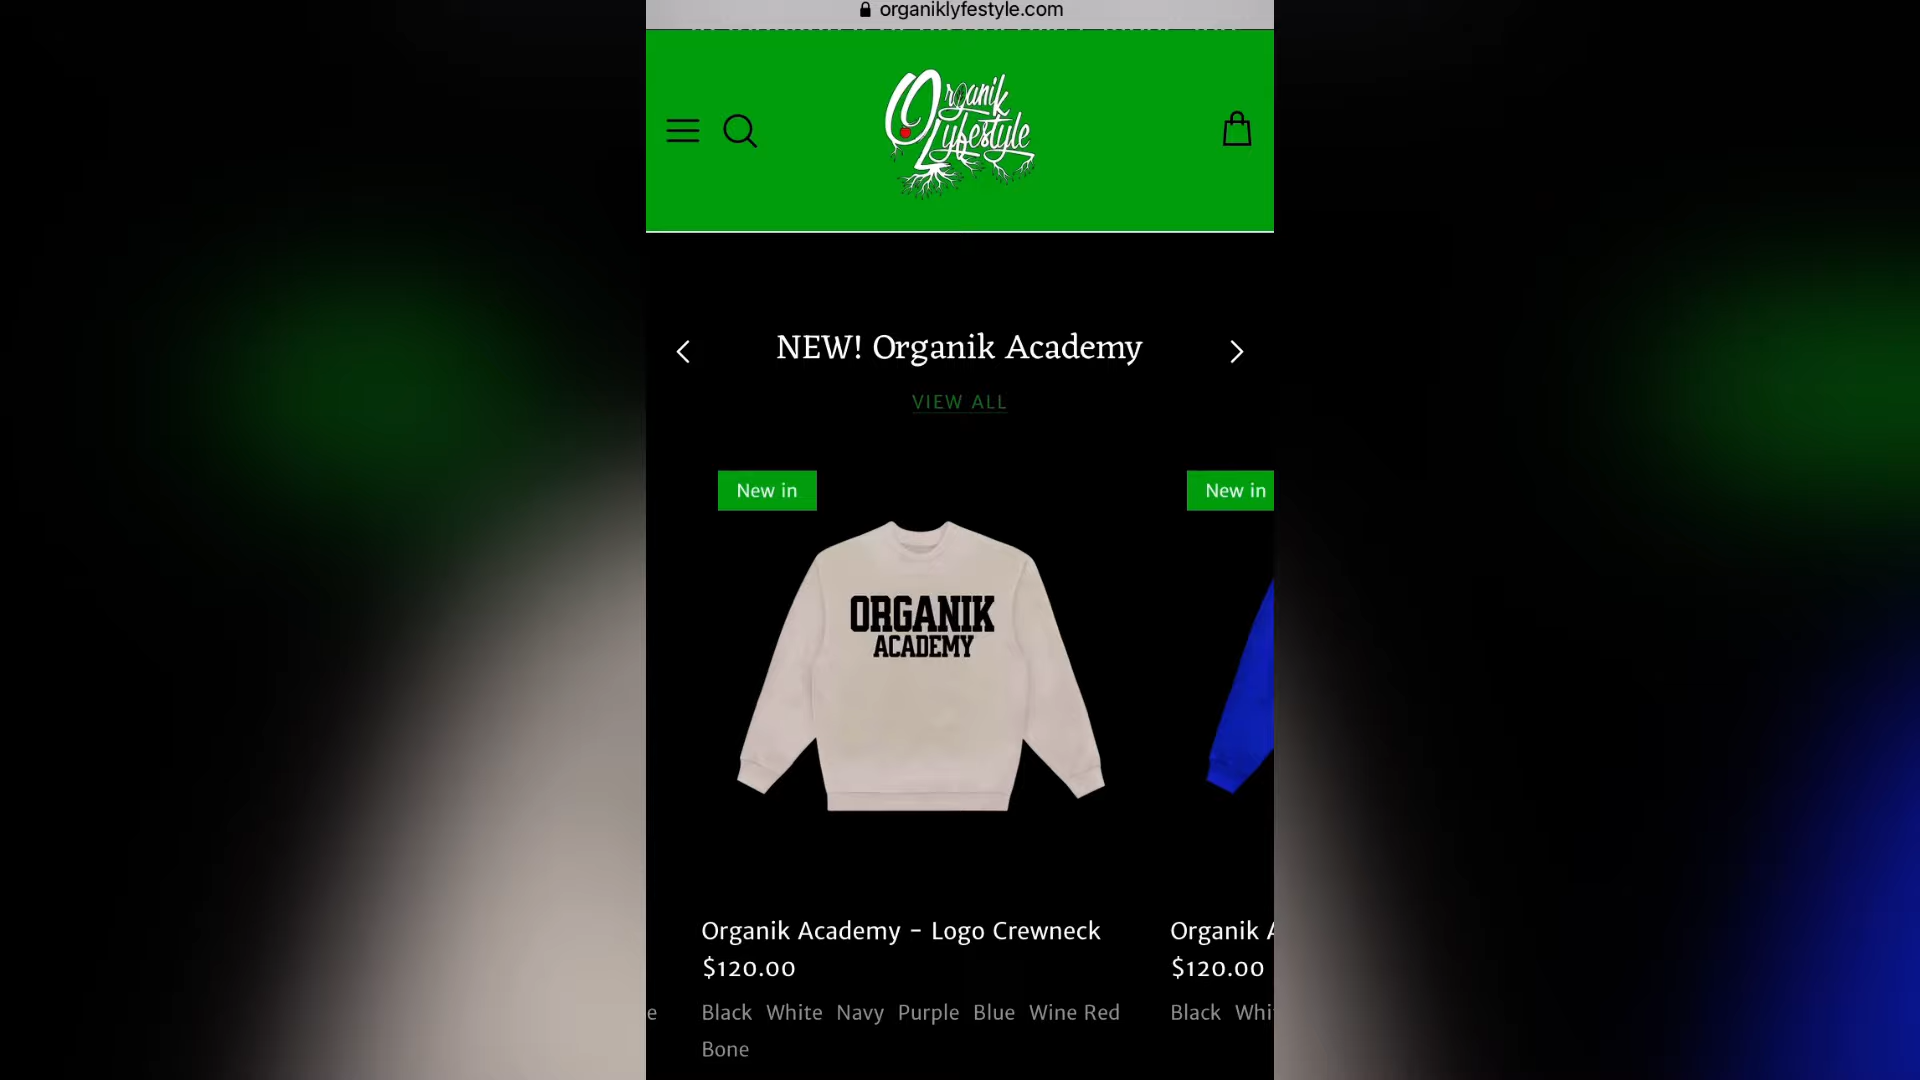 organiklyfestyle.com
Organik
Lyfestyle
NEW! Organik Academy
VIEW ALL
New in
New in
ORGANIK
ACADEMY
Organik Academy - Logo Crewneck
Organik
$120.00
$120.00
Black White Navy Purple Blue Wine Red
Black
Bone